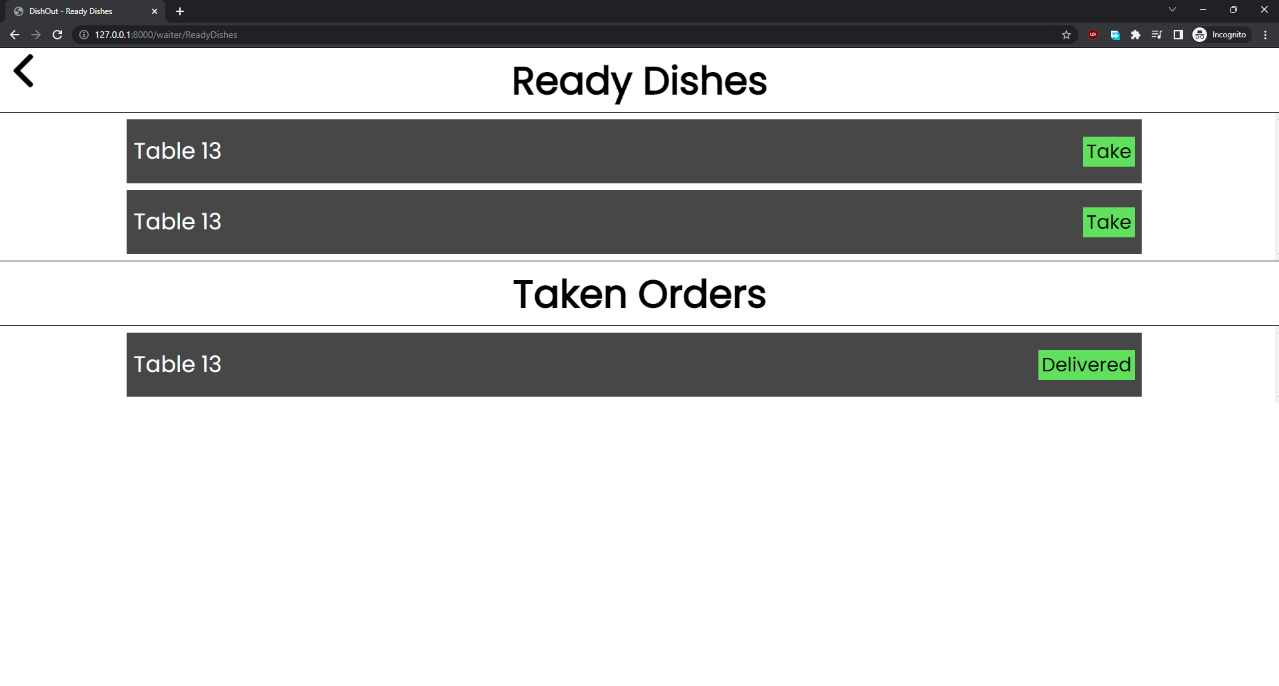 DishOut - Ready Dishes
127.0.0.1:8000/waiter/ReadyDishes
Incognito
Ready Dishes
Table 13 Take
Table 13 Take
Taken Orders
Table 13 Delivered